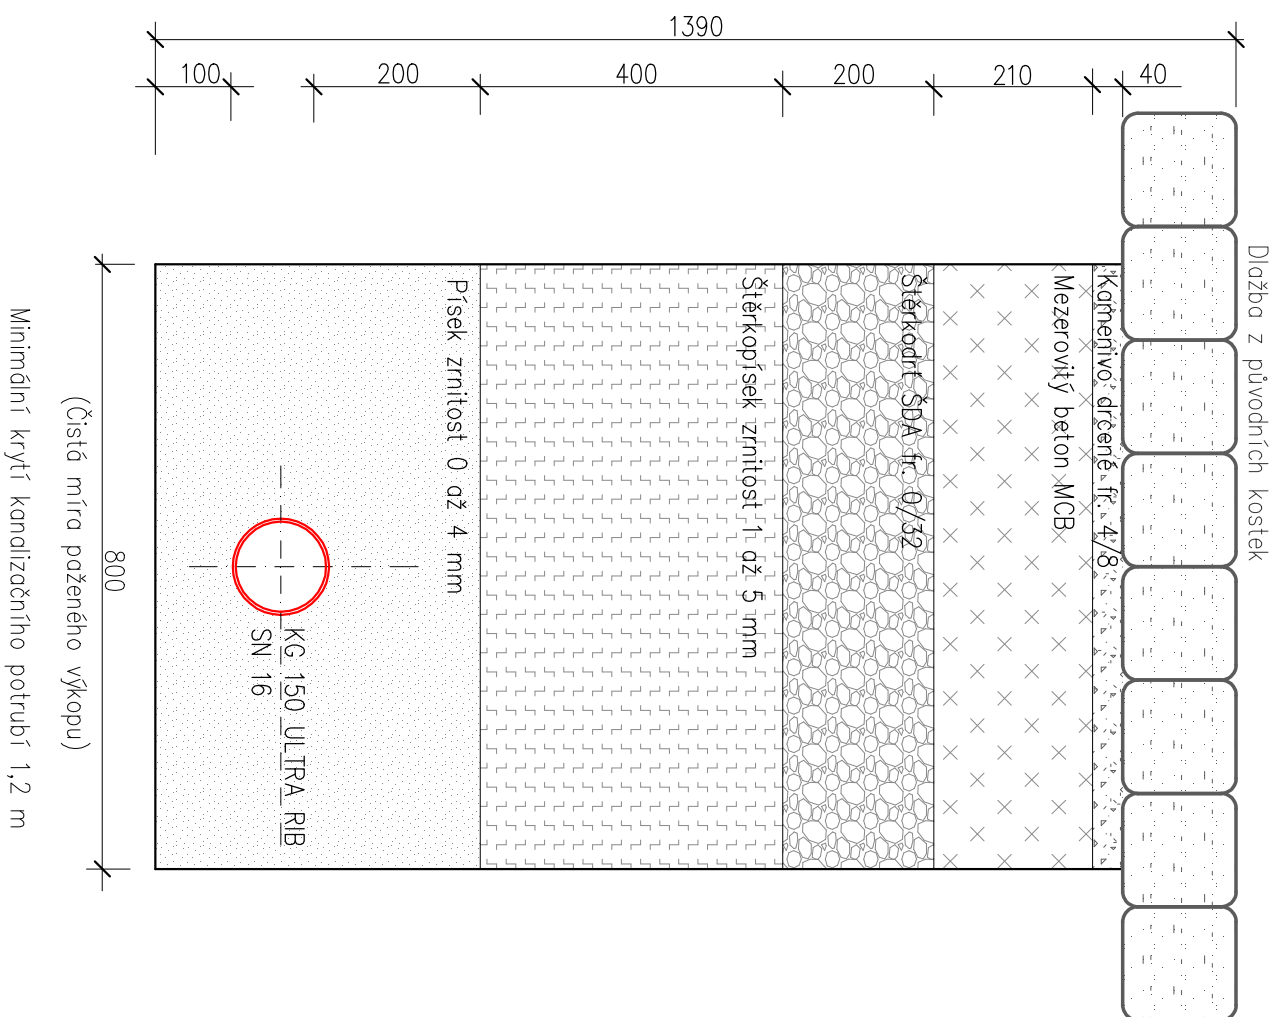 1390
100
200
400
200
210
40
Dlažba z původních kostek
Kamenivo drcené fr. 4/8
Mezerovitý beton MCB
Štěrkodrť ŠDA fr. 0/32
Štěrkopísek zrnitost 1 až 5 mm
Písek zrnitost 0 až 4 mm
KG 150 ULTRA RIB
SN 16
800
(Čistá míra paženého výkopu)
Minimální krytí kanalizačního potrubí 1,2 m